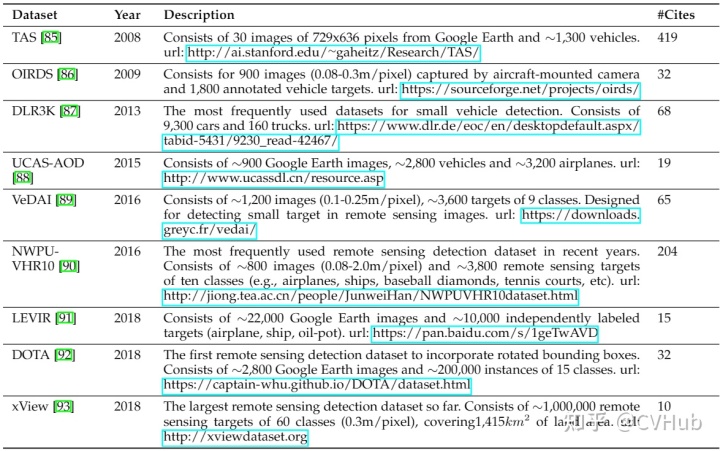 Dataset Year Description #Cites
TAS [85] 2008 Consists of 30 images of 729x636 pixels from Google Earth and ∼1,300 vehicles. 419
url: http://ai.stanford.edu/~gaheitz/Research/TAS/
OIRDS [86] 2009 Consists for 900 images (0.08-0.3m/pixel) captured by aircraft-mounted camera 32
and 1,800 annotated vehicle targets. url: https://sourceforge.net/projects/oirds/
DLR3K [87] 2013 The most frequently used datasets for small vehicle detection. Consists of 68
9,300 cars and 160 trucks. url: https://www.dlr.de/eoc/en/desktopdefault.aspx/
tabid-5431/9230_read-42467/
UCAS-AOD 2015 Consists of ∼900 Google Earth images, ∼2,800 vehicles and ∼3,200 airplanes. url: 19
[88] http://www.ucassdl.cn/resource.asp
VeDAI [89] 2016 Consists of ∼1,200 images (0.1-0.25m/pixel), ∼3,600 targets of 9 classes. Designed 65
for detecting small target in remote sensing images. url: https://downloads.
greyc.fr/vedai/
NWPU- 2016 The most frequently used remote sensing detection dataset in recent years. 204
VHR10 [90] Consists of ∼800 images (0.08-2.0m/pixel) and ∼3,800 remote sensing targets
of ten classes (e.g., airplanes, ships, baseball diamonds, tennis courts, etc). url:
http://jiong.tea.ac.cn/people/JunweiHan/NWPUVHR10dataset.html
LEVIR [91] 2018 Consists of ∼22,000 Google Earth images and ∼10,000 independently labeled 15
targets (airplane, ship, oil-pot). url: https://pan.baidu.com/s/1geTwAVD
DOTA [92] 2018 The first remote sensing detection dataset to incorporate rotated bounding boxes. 32
Consists of ∼2,800 Google Earth images and ∼200,000 instances of 15 classes. url:
https://captain-whu.github.io/DOTA/dataset.html
xView [93] 2018 The largest remote sensing detection dataset so far. Consists of ∼1,000,000 remote 10
sensing targets of 60 classes (0.3m/pixel), covering1,415km² of land area. url:
http://xviewdataset.org
知乎 @CVHub